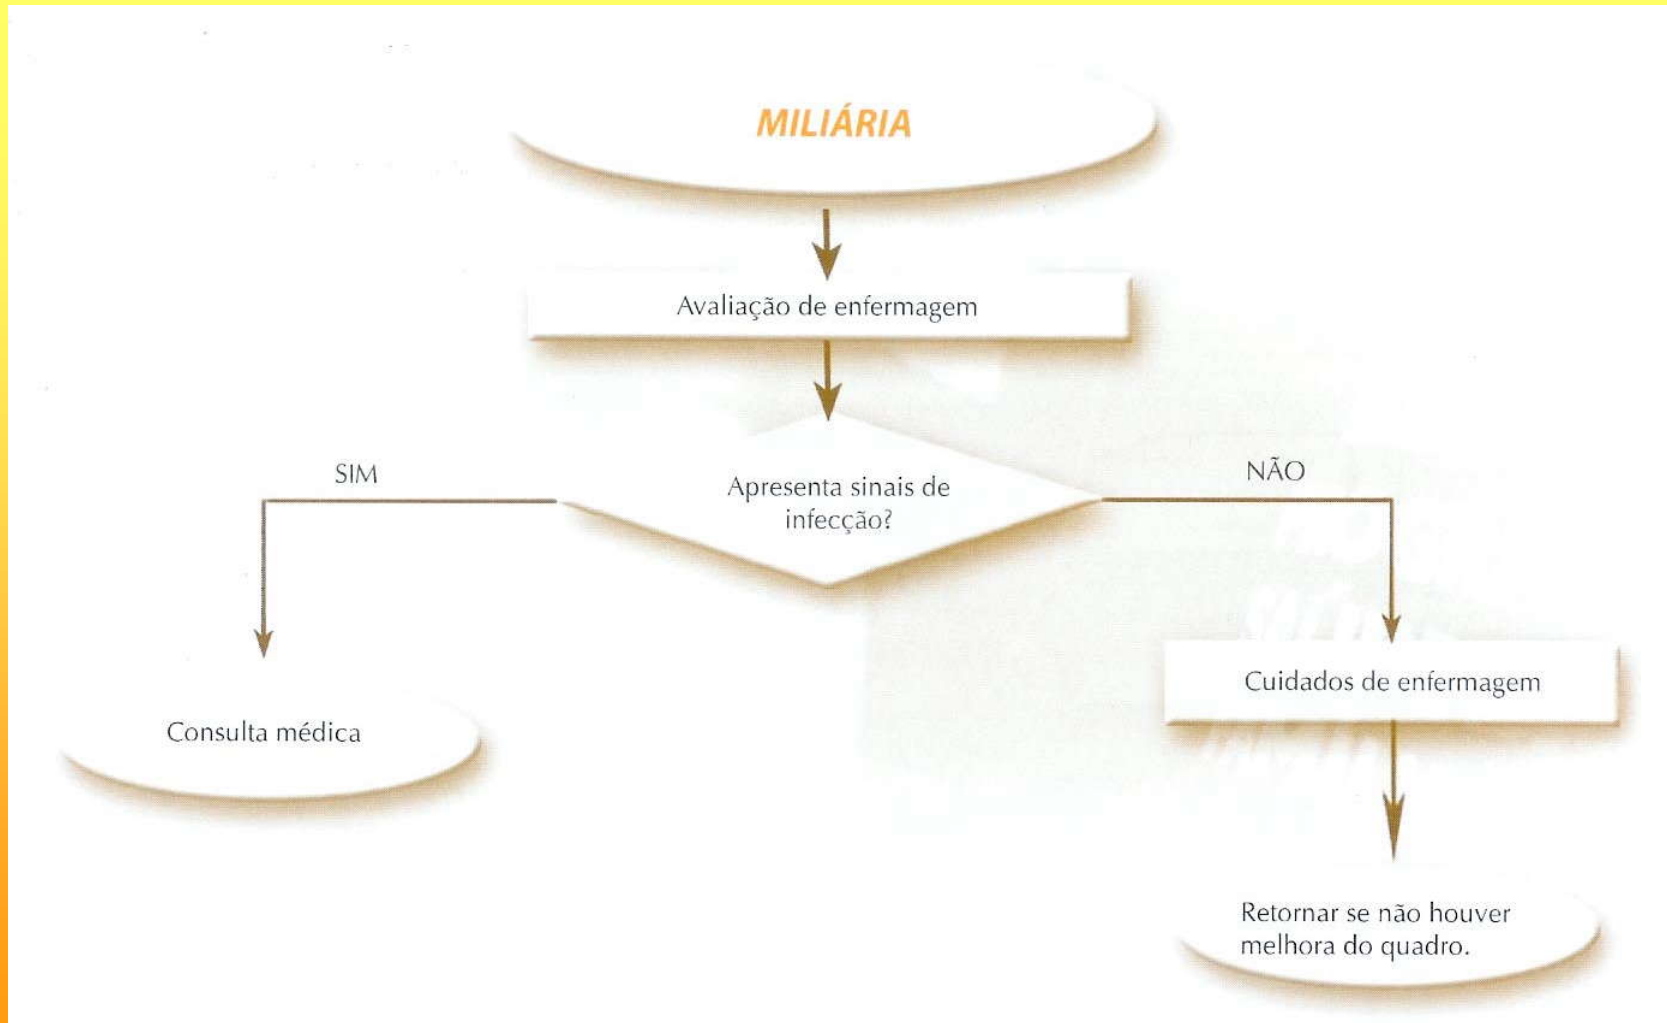 MILIÁRIA
Avaliação de enfermagem
SIM
NÃO
Apresenta sinais de
infecção?
Cuidados de enfermagem
Consulta médica
Retornar se não houver
melhora do quadro.